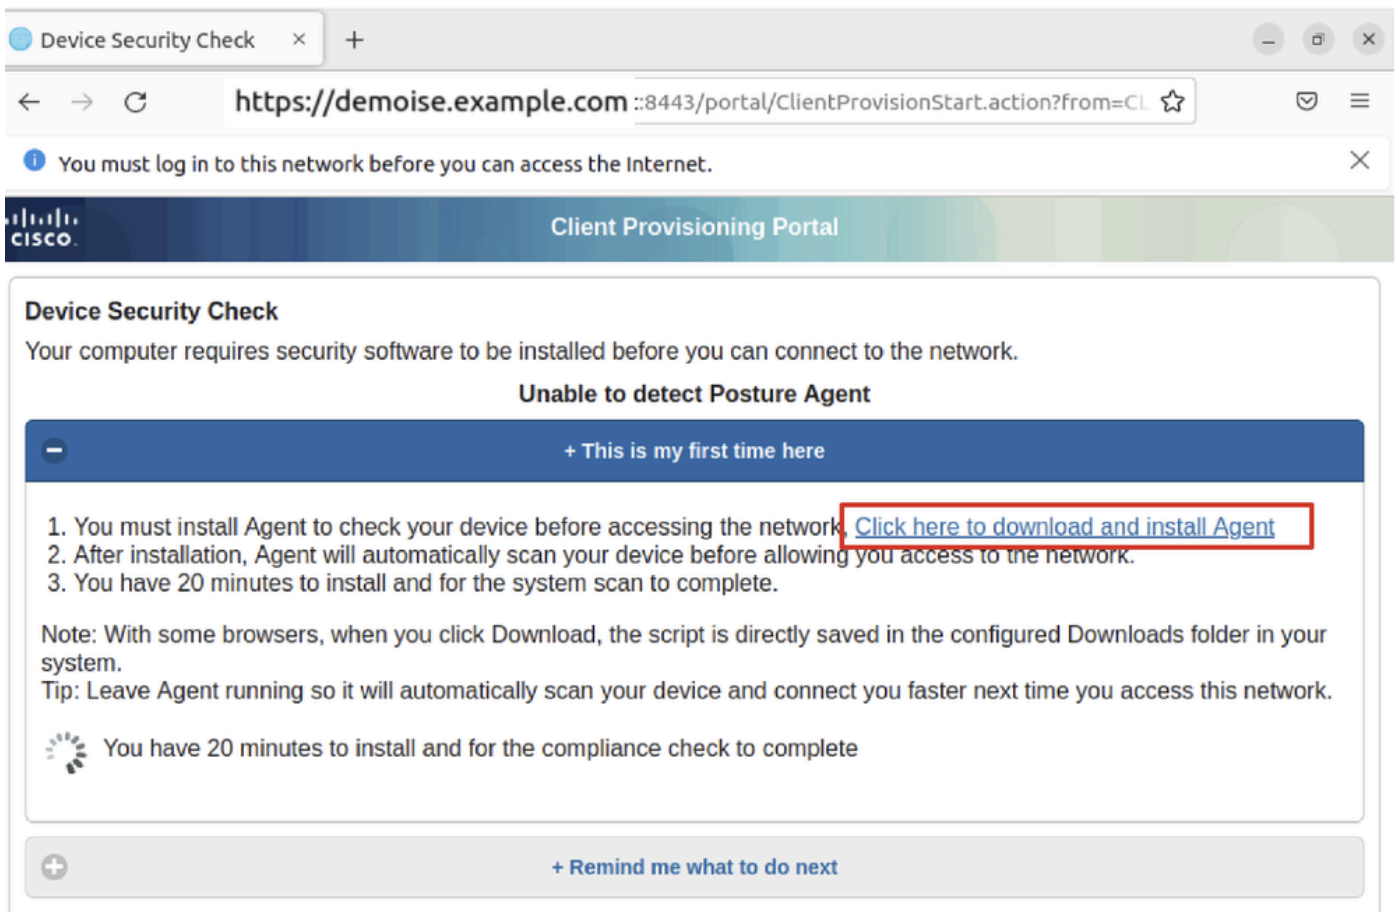 Device Security Check
https://demoise.example.com :8443/portal/ClientProvisionStart.action?from=CL
You must log in to this network before you can access the Internet.
CISCO
Client Provisioning Portal
Device Security Check
Your computer requires security software to be installed before you can connect to the network.
Unable to detect Posture Agent
+ This is my first time here
1. You must install Agent to check your device before accessing the network, Click here to download and install Agent
2. After installation, Agent will automatically scan your device before allowing you access to the network.
3. You have 20 minutes to install and for the system scan to complete.
Note: With some browsers, when you click Download, the script is directly saved in the configured Downloads folder in your
system.
Tip: Leave Agent running so it will automatically scan your device and connect you faster next time you access this network.
You have 20 minutes to install and for the compliance check to complete
+ Remind me what to do next